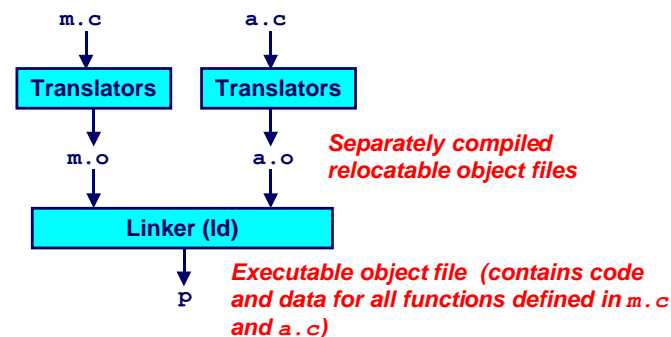 m.c a.c
Translators Translators
m.o a.o
Separately compiled
relocatable object files
Linker (ld)
p
Executable object file (contains code
and data for all functions defined in m.c
and a.c)